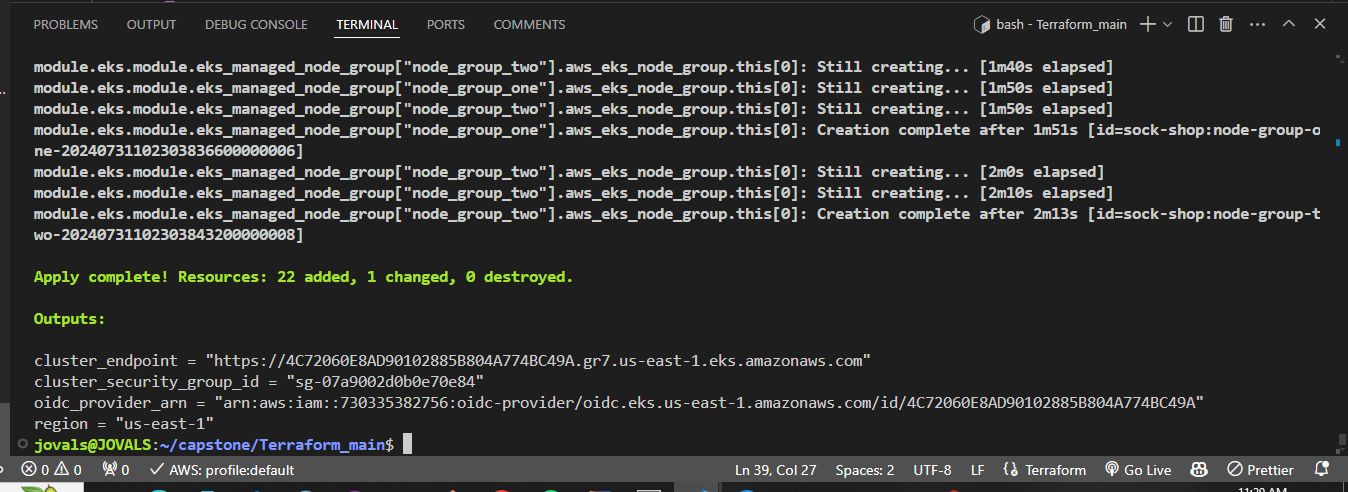 PROBLEMS OUTPUT DEBUG CONSOLE TERMINAL PORTS COMMENTS bash - Terraform_main
module.eks.module.eks_managed_node_group["node_group_two"].aws_eks_node_group.this[0]: Still creating... [1m40s elapsed]
module.eks.module.eks_managed_node_group["node_group_one"].aws_eks_node_group.this[0]: Still creating... [1m50s elapsed]
module.eks.module.eks_managed_node_group["node_group_two"].aws_eks_node_group.this[0]: Still creating... [1m50s elapsed]
module.eks.module.eks_managed_node_group["node_group_one"].aws_eks_node_group.this[0]: Creation complete after 1m51s [id=sock-shop:node-group-o
ne-20240731102303836600000006]
module.eks.module.eks_managed_node_group["node_group_two"].aws_eks_node_group.this[0]: Still creating... [2m0s elapsed]
module.eks.module.eks_managed_node_group["node_group_two"].aws_eks_node_group.this[0]: Still creating... [2m10s elapsed]
module.eks.module.eks_managed_node_group["node_group_two"].aws_eks_node_group.this[0]: Creation complete after 2m13s [id=sock-shop:node-group-t
wo-20240731102303843200000008]
Apply complete! Resources: 22 added, 1 changed, 0 destroyed.
Outputs:
cluster_endpoint = "https://4C72060E8AD90102885B804A774BC49A.gr7.us-east-1.eks.amazonaws.com"
cluster_security_group_id = "sg-07a9002d0b0e70e84"
oidc_provider_arn = "arn:aws:iam::730335382756:oidc-provider/oidc.eks.us-east-1.amazonaws.com/id/4C72060E8AD90102885B804A774BC49A"
region = "us-east-1"
jovals@JOVALS:~/capstone/Terraform_main$
0 0 0 AWS: profile:default Ln 39, Col 27 Spaces: 2 UTF-8 LF Terraform Go Live Prettier